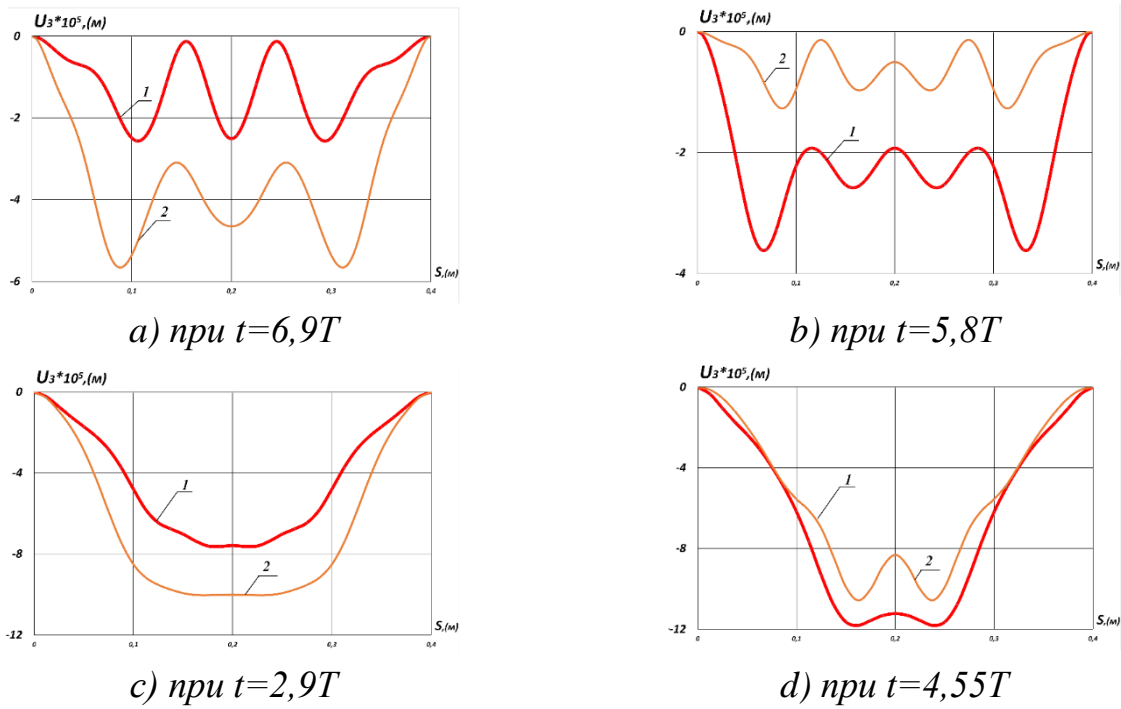 U₃*10⁵,(м)
0
-2
-4
-6
1
2
S,(м)
0 0,1 0,2 0,3 0,4
a) при t=6,9T
U₃*10⁵,(м)
0
-2
-4
2
1
S,(м)
0 0,1 0,2 0,3 0,4
b) при t=5,8T
U₃*10⁵,(м)
0
-4
-8
-12
1
2
S,(м)
0 0,1 0,2 0,3 0,4
c) при t=2,9T
U₃*10⁵,(м)
0
-4
-8
-12
1
2
S,(м)
0 0,1 0,2 0,3 0,4
d) при t=4,55T